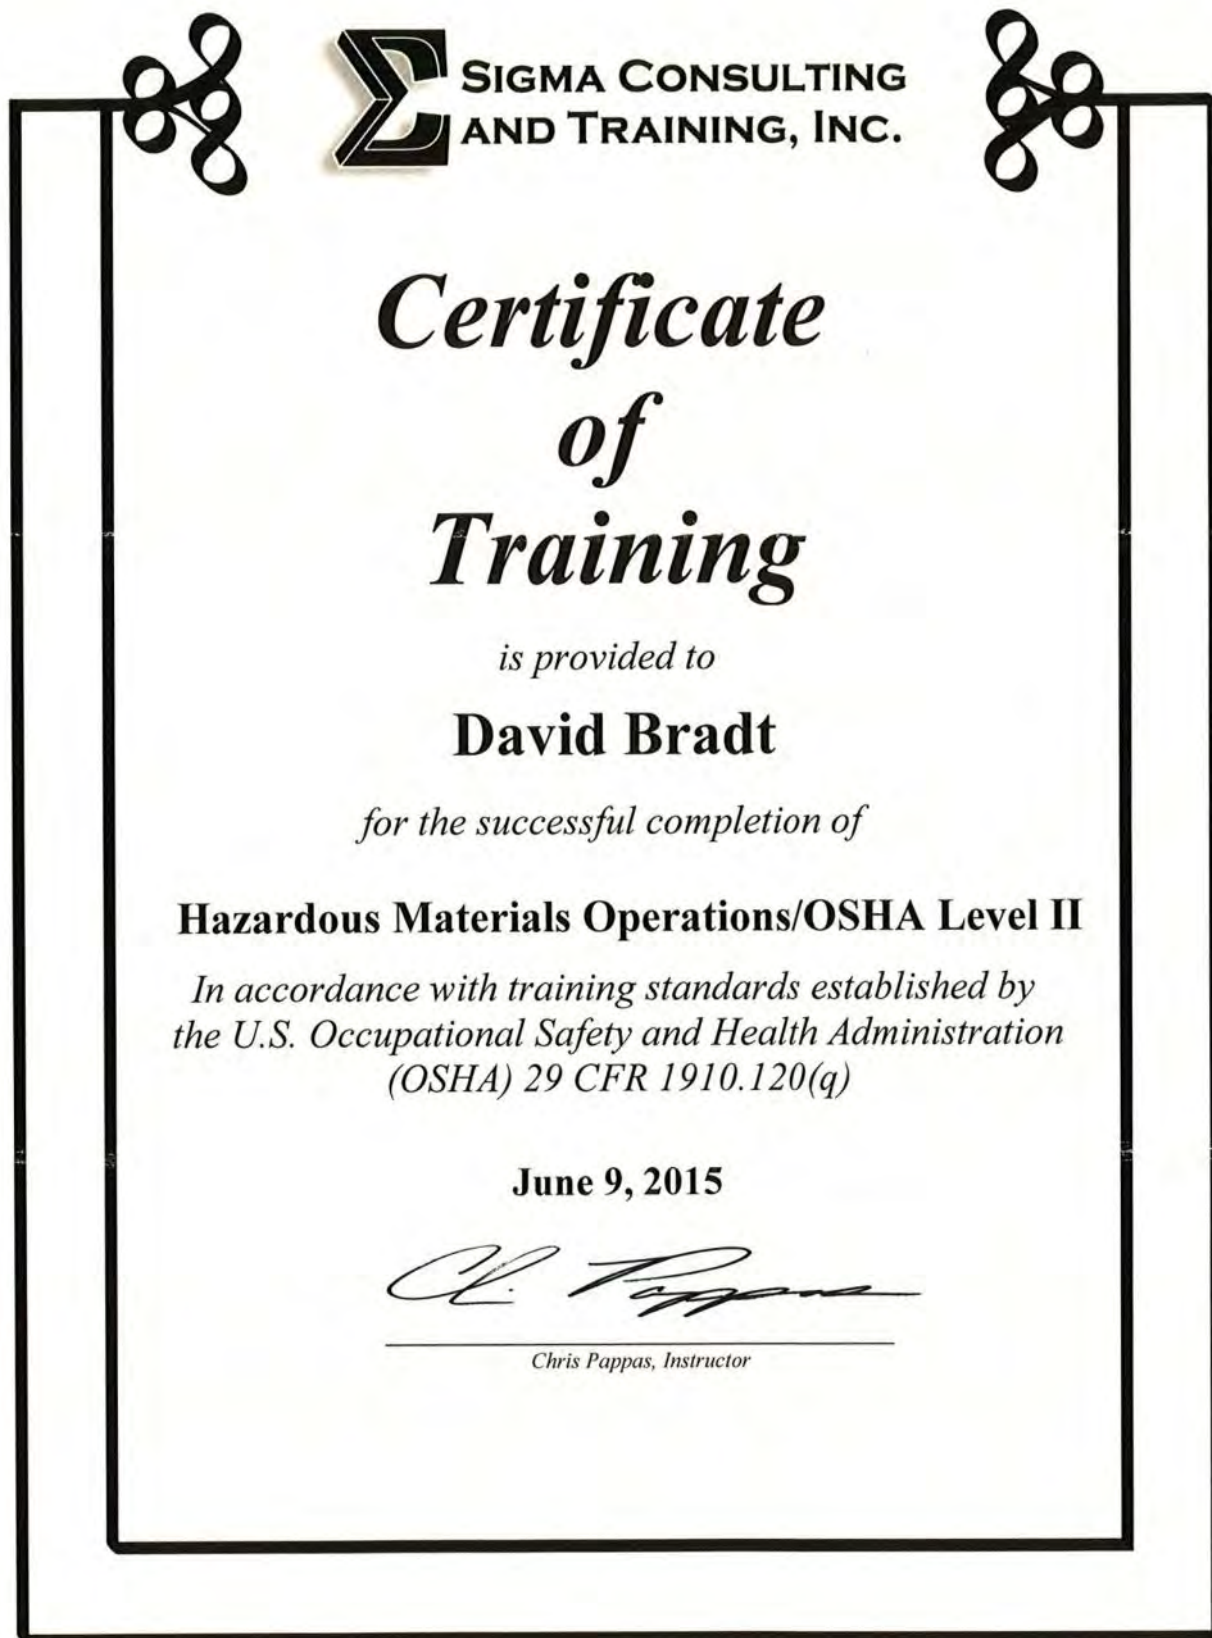 SIGMA CONSULTING
AND TRAINING, INC.
Certificate
of
Training
is provided to
David Bradt
for the successful completion of
Hazardous Materials Operations/OSHA Level II
In accordance with training standards established by
the U.S. Occupational Safety and Health Administration
(OSHA) 29 CFR 1910.120(q)
June 9, 2015
Ch. Pappas
Chris Pappas, Instructor